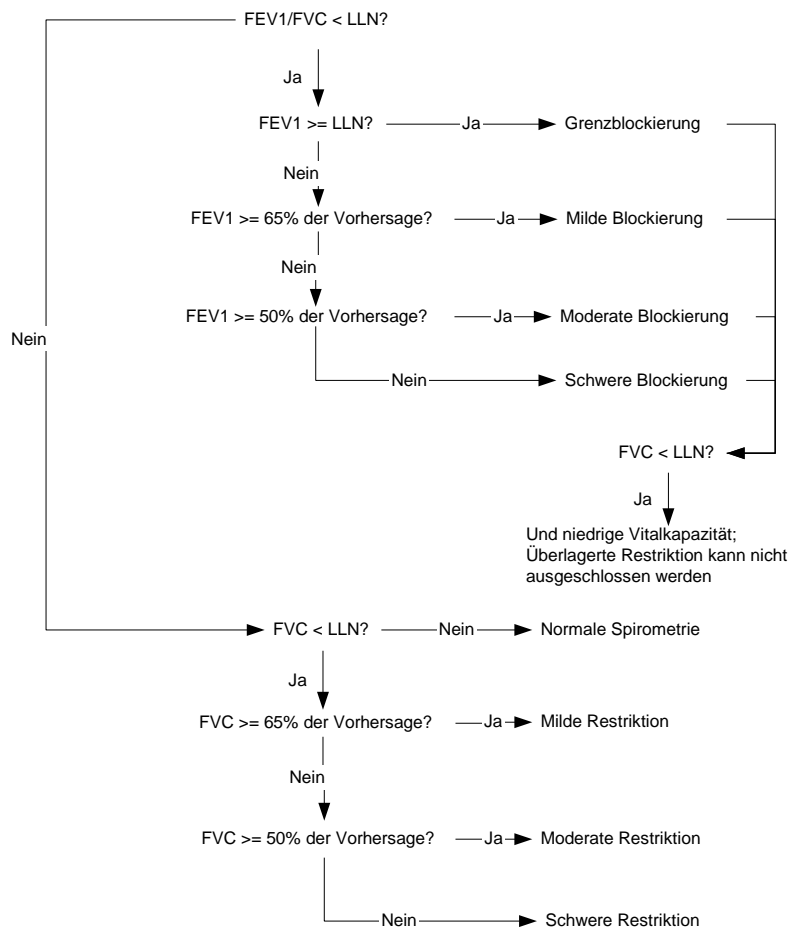 FEV1/FVC < LLN?
Ja
FEV1 >= LLN?
Ja
Grenzblockierung
Nein
FEV1 >= 65% der Vorhersage?
Ja
Milde Blockierung
Nein
FEV1 >= 50% der Vorhersage?
Ja
Moderate Blockierung
Nein
Nein
Schwere Blockierung
FVC < LLN?
Ja
Und niedrige Vitalkapazität;
Überlagerte Restriktion kann nicht
ausgeschlossen werden
FVC < LLN?
Nein
Normale Spirometrie
Ja
FVC >= 65% der Vorhersage?
Ja
Milde Restriktion
Nein
FVC >= 50% der Vorhersage?
Ja
Moderate Restriktion
Nein
Schwere Restriktion